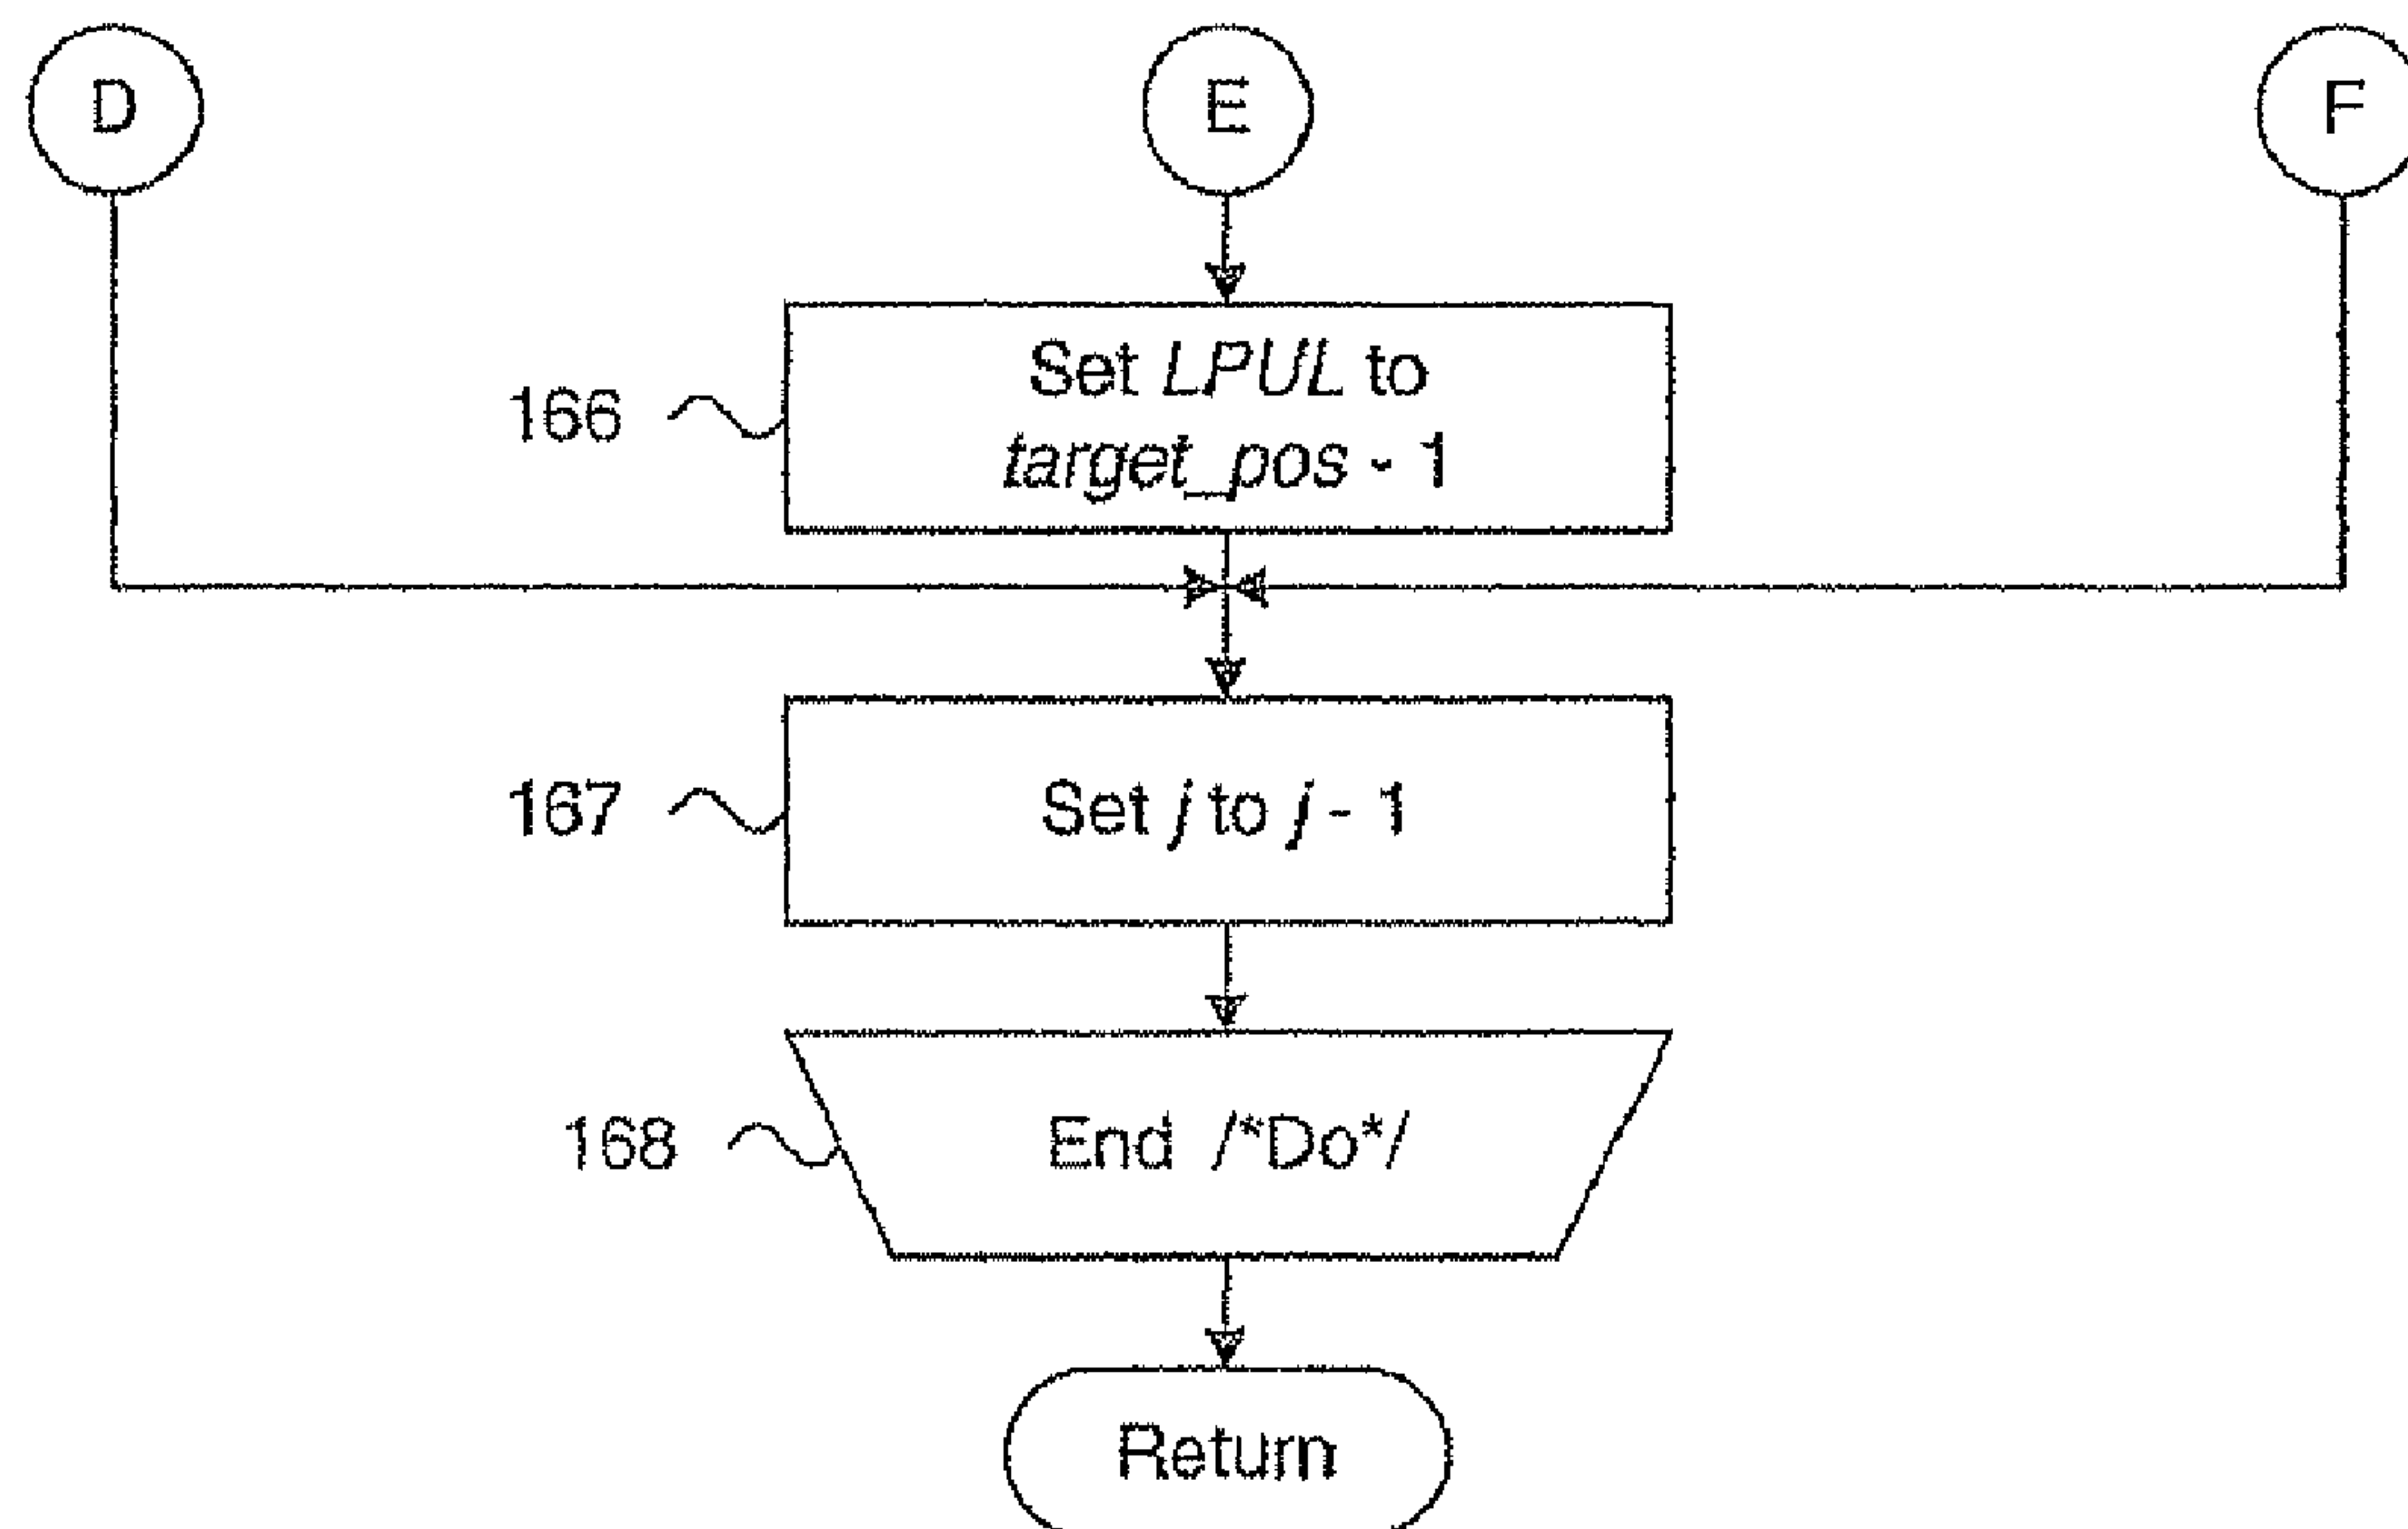 D
E
F
166
Set LPUL to
target_pos - 1
167
Set j to j - 1
168
End /*Do*/
Return